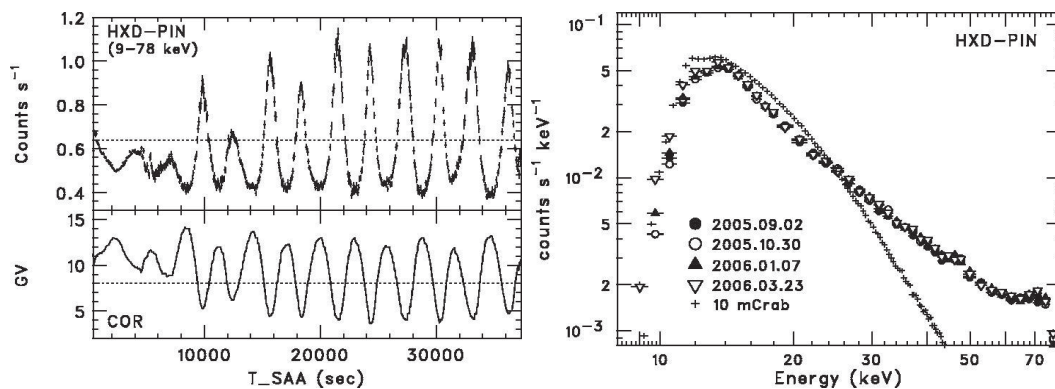 HXD-PIN
(9-78 keV)
Counts s⁻¹
1.2
1.0
0.8
0.6
0.4
GV
15
10
5
COR
10000 20000 30000
T_SAA (sec)
HXD-PIN
counts s⁻¹ keV⁻¹
10⁻¹
5
2
10⁻²
5
2
10⁻³
2005.09.02
2005.10.30
2006.01.07
2006.03.23
10 mCrab
10 20 30 50 70
Energy (keV)